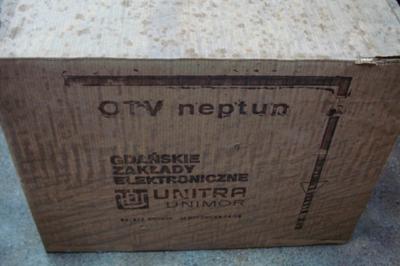 OTV neptun
GDAŃSKIE
ZAKŁADY
ELEKTRONICZNE
UNITRA
UNIMOR